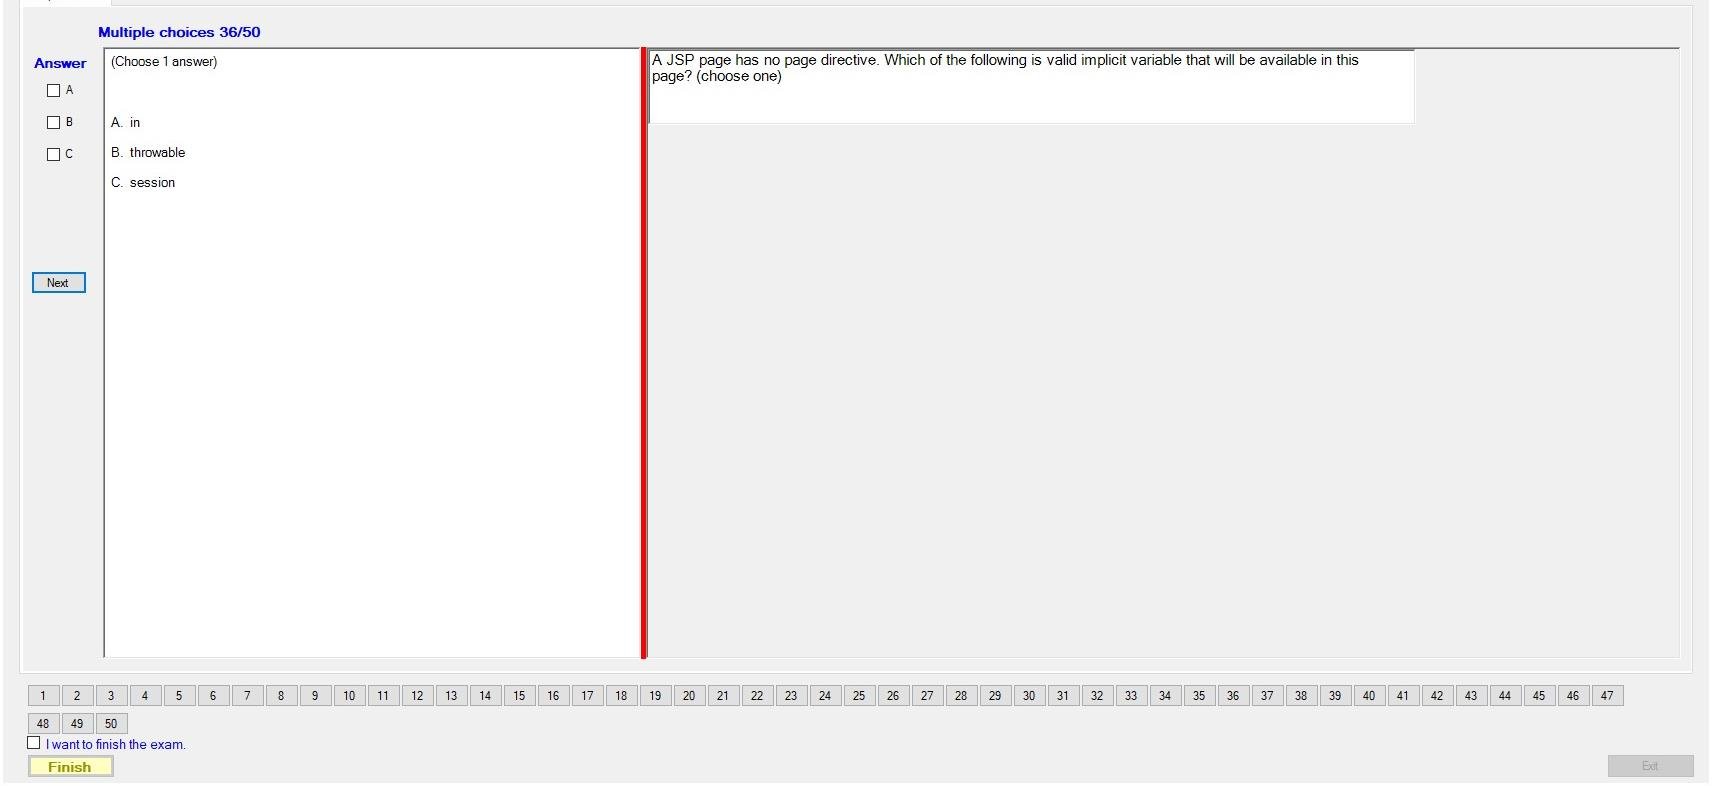 Multiple choices 36/50
Answer
A
B
C
Next
(Choose 1 answer)
A. in
B. throwable
C. session
A JSP page has no page directive. Which of the following is valid implicit variable that will be available in this
page? (choose one)
1 2 3 4 5 6 7 8 9 10 11 12 13 14 15 16 17 18 19 20 21 22 23 24 25 26 27 28 29 30 31 32 33 34 35 36 37 38 39 40 41 42 43 44 45 46 47
48 49 50
I want to finish the exam.
Finish
Exit